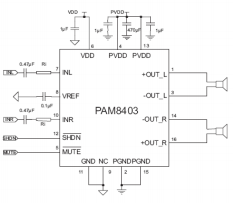 VDD PVDD
1µF 1µF 470µF 1µF
6 4 13
VDD PVDD PVDD
0.47µF Ri
INL 7 INL +OUT_L 1
-OUT_L 3
8 VREF
0.1µF
PAM8403
0.47µF Ri
INR 10 INR -OUT_R 14
SHDN 12 SHDN +OUT_R 16
MUTE 5 MUTE
GND NC PGND PGND
11 9 2 15